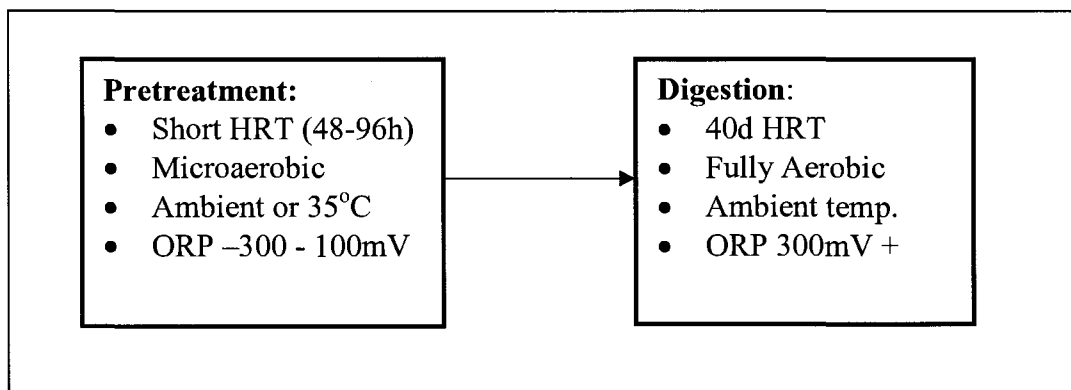 Pretreatment:
• Short HRT (48-96h)
• Microaerobic
• Ambient or 35°C
• ORP –300 - 100mV
Digestion:
• 40d HRT
• Fully Aerobic
• Ambient temp.
• ORP 300mV +